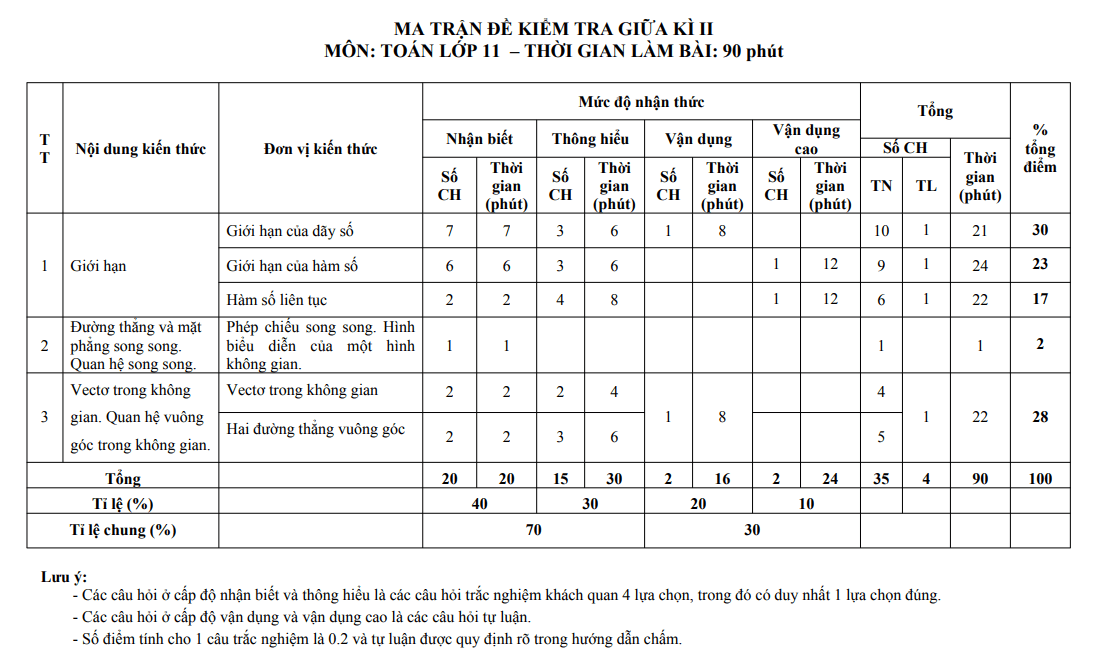 MA TRẬN ĐỀ KIỂM TRA GIỮA KÌ II
MÔN: TOÁN LỚP 11 – THỜI GIAN LÀM BÀI: 90 phút
T
T
Nội dung kiến thức
Đơn vị kiến thức
Mức độ nhận thức
Tổng
%
tổng
điểm
Nhận biết
Thông hiểu
Vận dụng
Vận dụng
cao
Số CH
Thời
gian
(phút)
Số
CH
Thời
gian
(phút)
Số
CH
Thời
gian
(phút)
Số
CH
Thời
gian
(phút)
Số
CH
Thời
gian
(phút)
TN
TL
1
Giới hạn
Giới hạn của dãy số
7 7 3 6 1 8 10 1 21 30
Giới hạn của hàm số
6 6 3 6 1 12 9 1 24 23
Hàm số liên tục
2 2 4 8 1 12 6 1 22 17
2
Đường thẳng và mặt
phẳng song song.
Quan hệ song song.
Phép chiếu song song. Hình
biểu diễn của một hình
không gian.
1 1 1 1 2
3
Vectơ trong không
gian. Quan hệ vuông
góc trong không gian.
Vectơ trong không gian
2 2 2 4 4
1 8 1 22 28
Hai đường thẳng vuông góc
2 2 3 6 5
Tổng 20 20 15 30 2 16 2 24 35 4 90 100
Tỉ lệ (%) 40 30 20 10
Tỉ lệ chung (%) 70 30
Lưu ý:
- Các câu hỏi ở cấp độ nhận biết và thông hiểu là các câu hỏi trắc nghiệm khách quan 4 lựa chọn, trong đó có duy nhất 1 lựa chọn đúng.
- Các câu hỏi ở cấp độ vận dụng và vận dụng cao là các câu hỏi tự luận.
- Số điểm tính cho 1 câu trắc nghiệm là 0.2 và tự luận được quy định rõ trong hướng dẫn chấm.